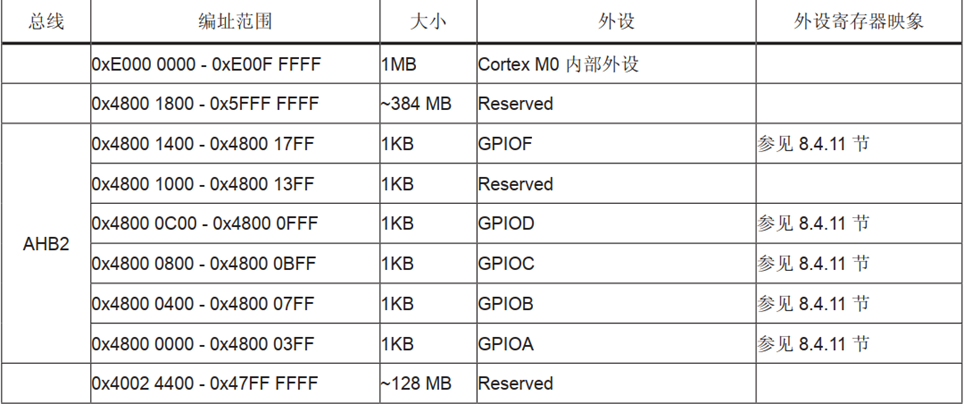 总线 编址范围 大小 外设 外设寄存器映象
0xE000 0000 - 0xE00F FFFF 1MB Cortex M0 内部外设
0x4800 1800 - 0x5FFF FFFF ~384 MB Reserved
0x4800 1400 - 0x4800 17FF 1KB GPIOF 参见 8.4.11 节
0x4800 1000 - 0x4800 13FF 1KB Reserved
0x4800 0C00 - 0x4800 0FFF 1KB GPIOD 参见 8.4.11 节
AHB2
0x4800 0800 - 0x4800 0BFF 1KB GPIOC 参见 8.4.11 节
0x4800 0400 - 0x4800 07FF 1KB GPIOB 参见 8.4.11 节
0x4800 0000 - 0x4800 03FF 1KB GPIOA 参见 8.4.11 节
0x4002 4400 - 0x47FF FFFF ~128 MB Reserved